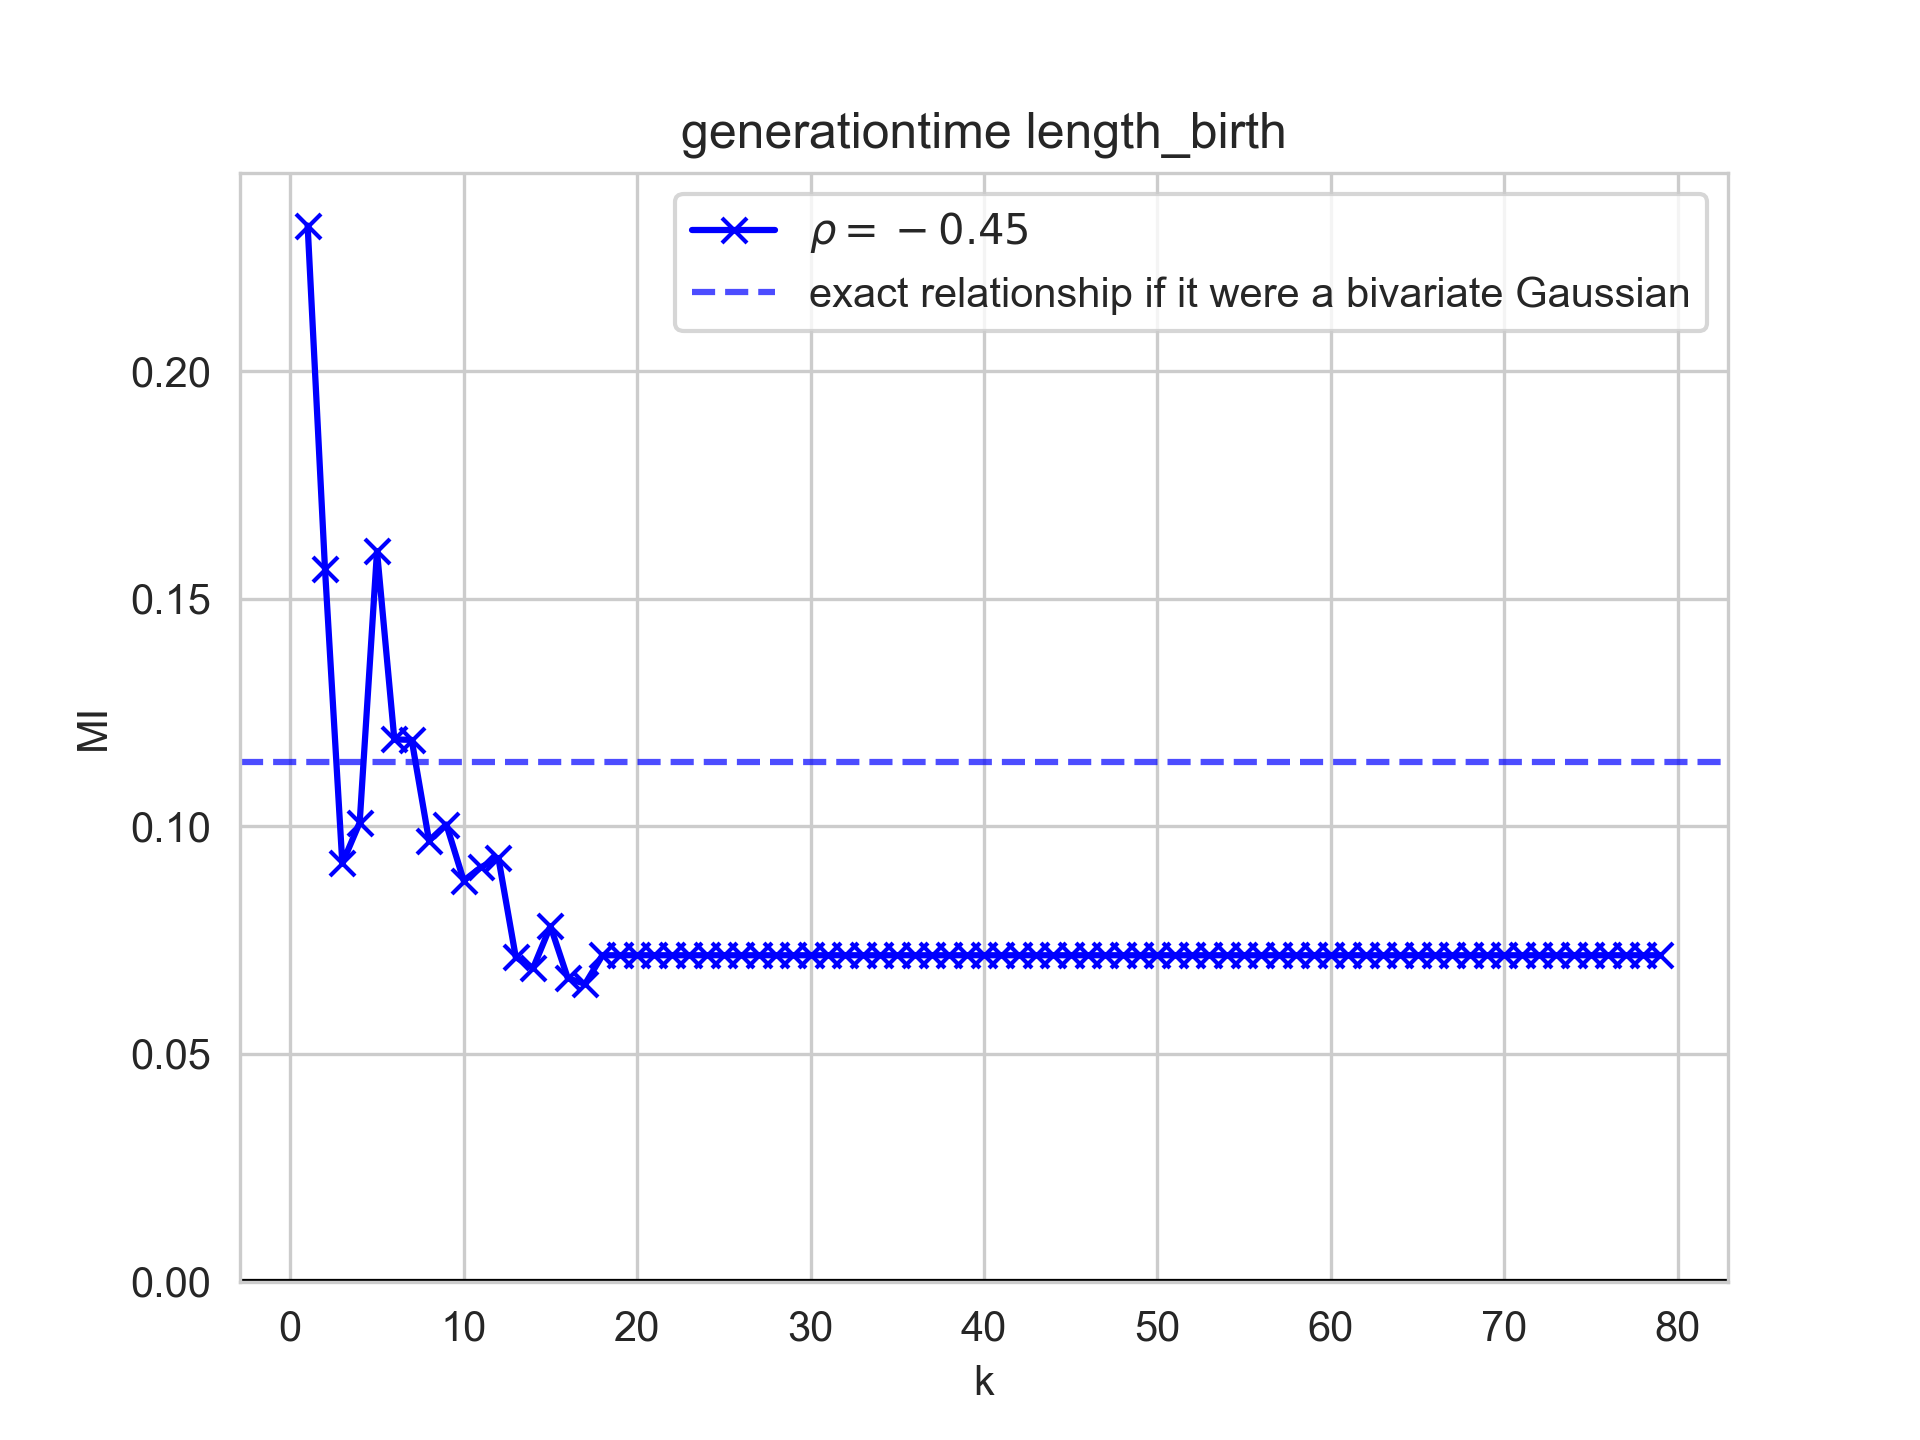 generationtime length_birth
ρ = − 0.45
exact relationship if it were a bivariate Gaussian
MI
0.20
0.15
0.10
0.05
0.00
0 10 20 30 40 50 60 70 80
k